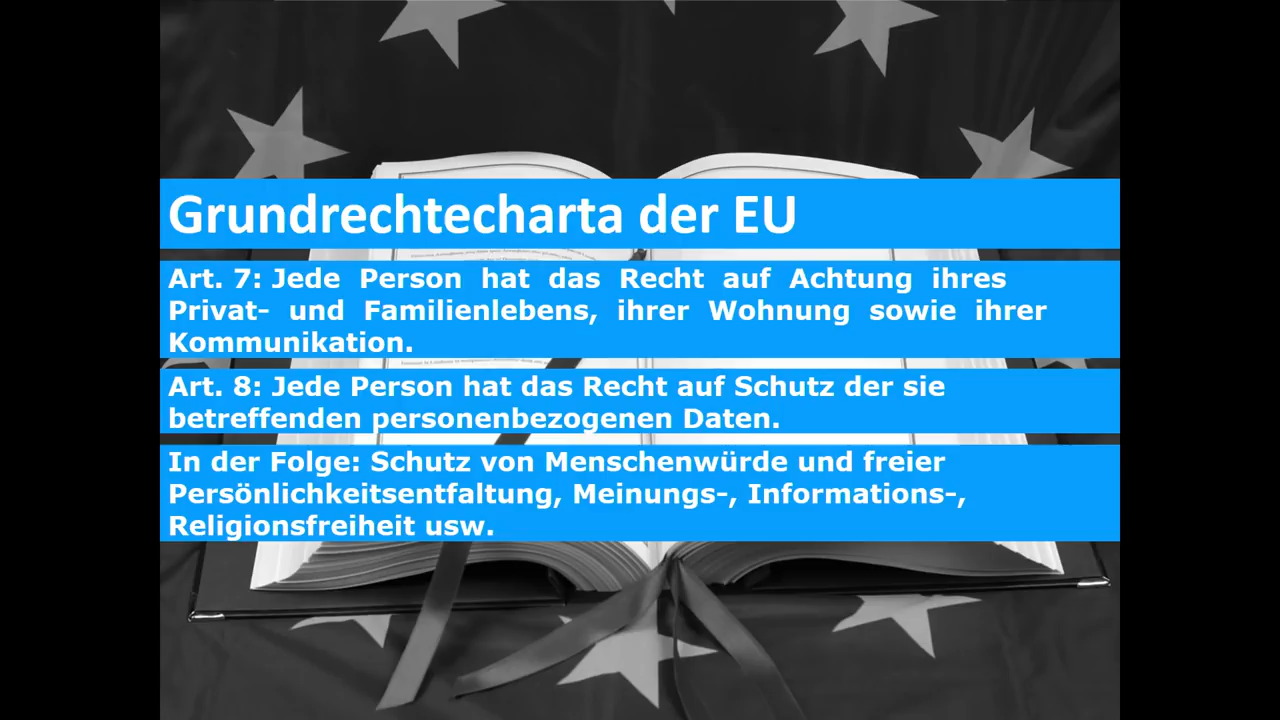 Grundrechtecharta der EU
Art. 7: Jede Person hat das Recht auf Achtung ihres
Privat- und Familienlebens, ihrer Wohnung sowie ihrer
Kommunikation.
Art. 8: Jede Person hat das Recht auf Schutz der sie
betreffenden personenbezogenen Daten.
In der Folge: Schutz von Menschenwürde und freier
Persönlichkeitsentfaltung, Meinungs-, Informations-,
Religionsfreiheit usw.